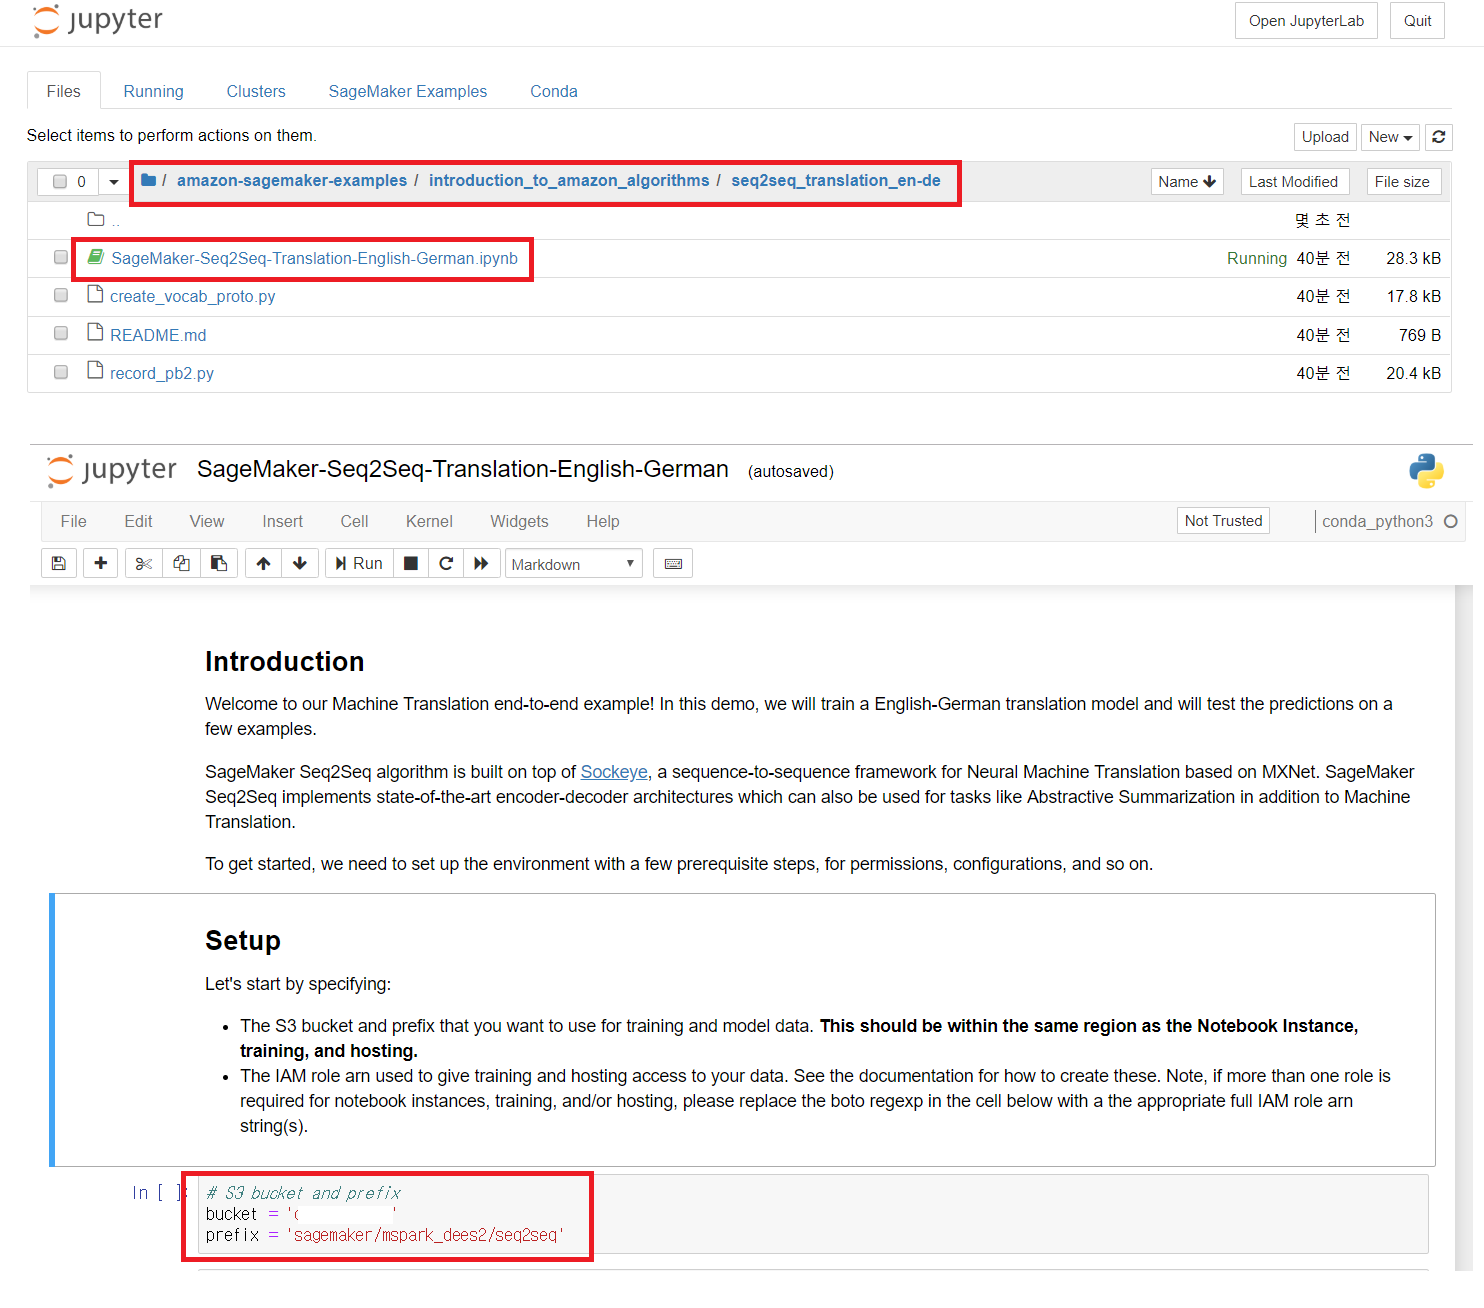 jupyter
Open JupyterLab Quit
Files Running Clusters SageMaker Examples Conda
Select items to perform actions on them.
Upload New
0 / amazon-sagemaker-examples / introduction_to_amazon_algorithms / seq2seq_translation_en-de Name Last Modified File size
.. 몇 초 전
SageMaker-Seq2Seq-Translation-English-German.ipynb Running 40분 전 28.3 kB
create_vocab_proto.py 40분 전 17.8 kB
README.md 40분 전 769 B
record_pb2.py 40분 전 20.4 kB
jupyter SageMaker-Seq2Seq-Translation-English-German (autosaved)
File Edit View Insert Cell Kernel Widgets Help Not Trusted conda_python3
Run Markdown
Introduction
Welcome to our Machine Translation end-to-end example! In this demo, we will train a English-German translation model and will test the predictions on a
few examples.
SageMaker Seq2Seq algorithm is built on top of Sockeye, a sequence-to-sequence framework for Neural Machine Translation based on MXNet. SageMaker
Seq2Seq implements state-of-the-art encoder-decoder architectures which can also be used for tasks like Abstractive Summarization in addition to Machine
Translation.
To get started, we need to set up the environment with a few prerequisite steps, for permissions, configurations, and so on.
Setup
Let's start by specifying:
• The S3 bucket and prefix that you want to use for training and model data. This should be within the same region as the Notebook Instance,
training, and hosting.
• The IAM role arn used to give training and hosting access to your data. See the documentation for how to create these. Note, if more than one role is
required for notebook instances, training, and/or hosting, please replace the boto regexp in the cell below with a the appropriate full IAM role arn
string(s).
In [ ]: # S3 bucket and prefix
bucket = ' '
prefix = 'sagemaker/mspark_dees2/seq2seq'